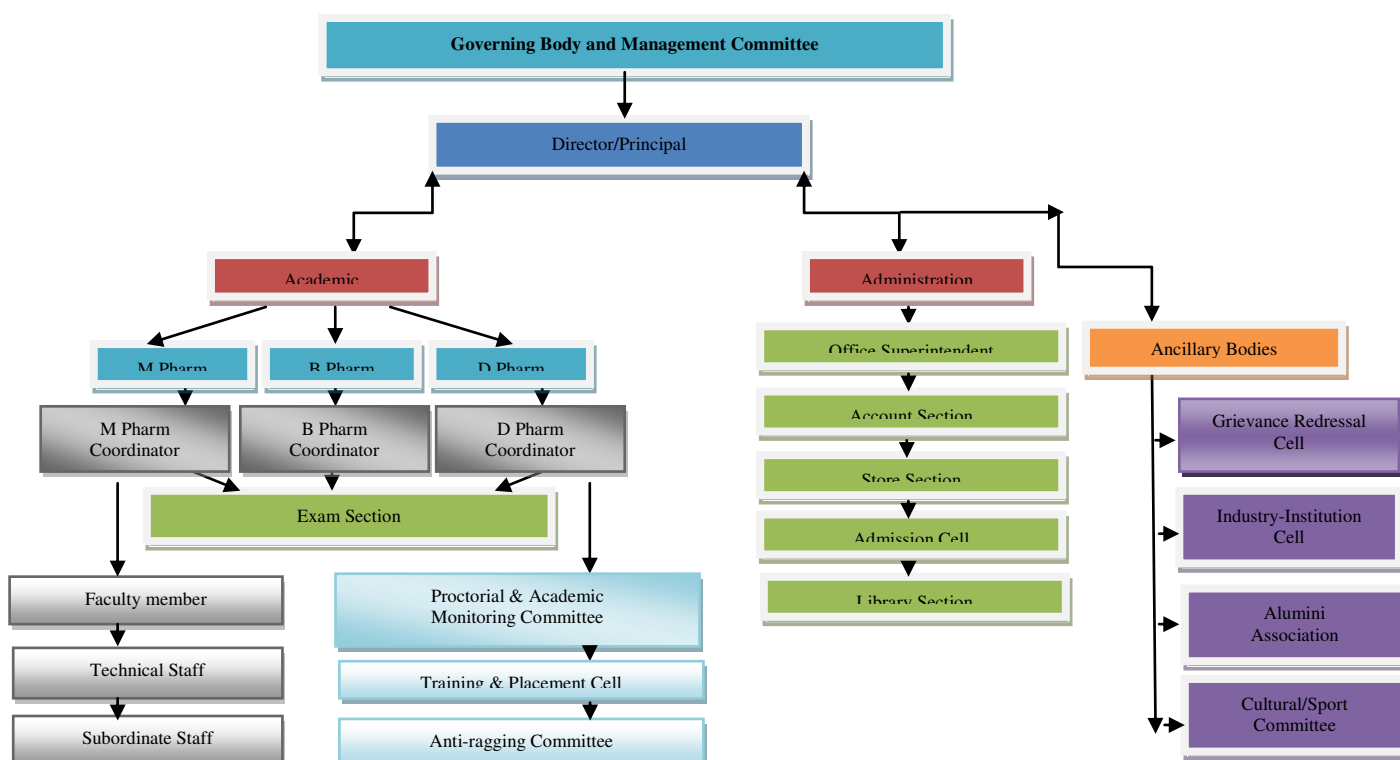 Governing Body and Management Committee
Director/Principal
Academic
Administration
M Pharm
B Pharm
D Pharm
Office Superintendent
Ancillary Bodies
M Pharm
Coordinator
B Pharm
Coordinator
D Pharm
Coordinator
Account Section
Grievance Redressal
Cell
Store Section
Exam Section
Admission Cell
Industry-Institution
Cell
Faculty member
Proctorial & Academic
Monitoring Committee
Library Section
Alumini
Association
Technical Staff
Training & Placement Cell
Subordinate Staff
Anti-ragging Committee
Cultural/Sport
Committee